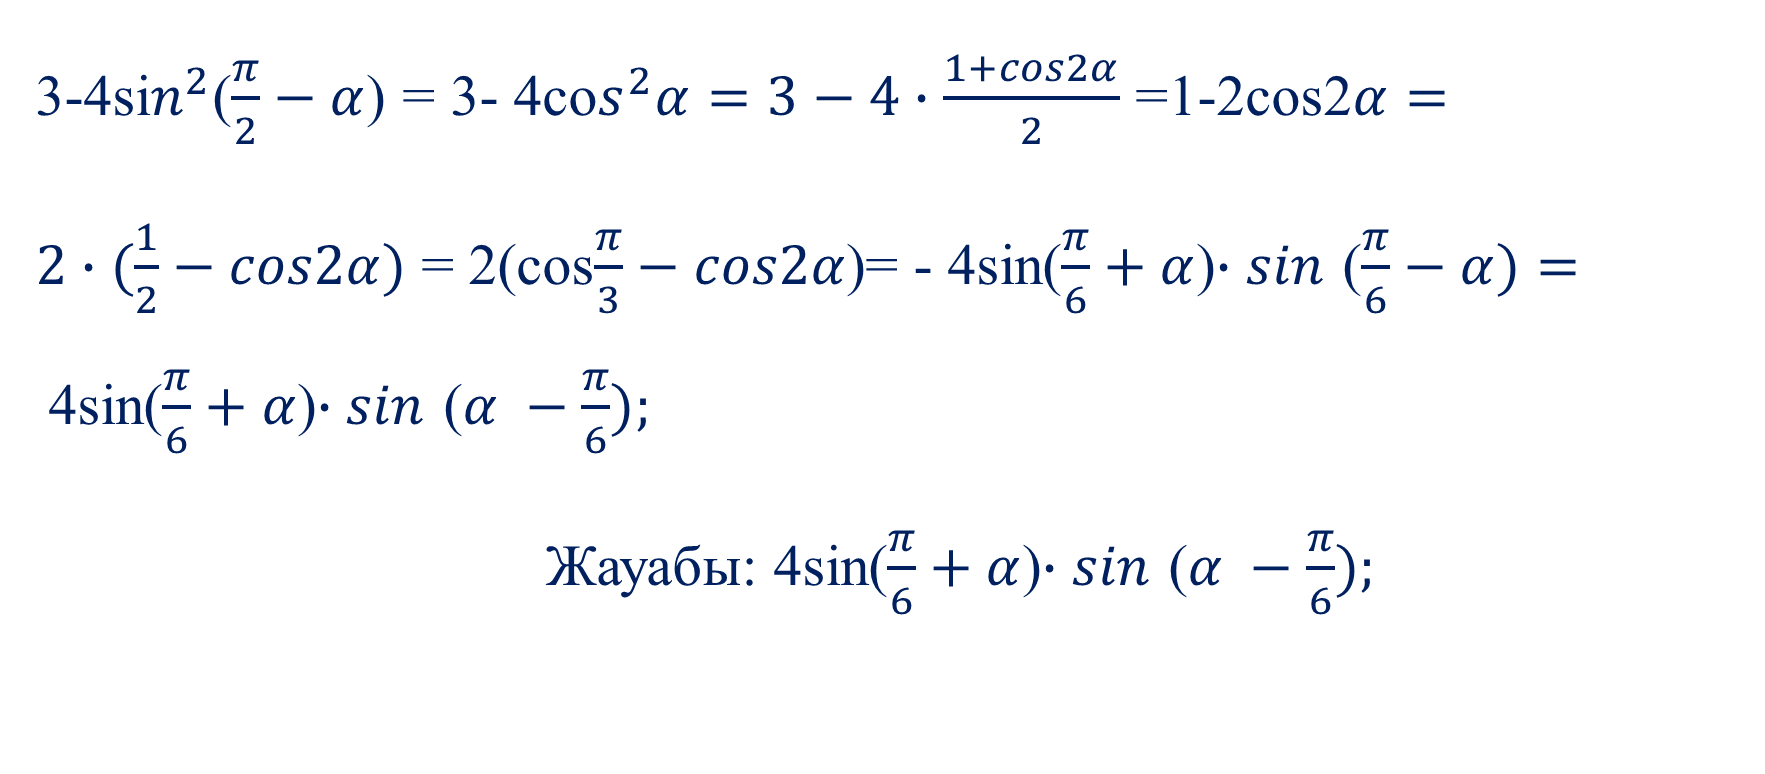 3-4sin²(π/2 − α) = 3- 4cos²α = 3 − 4 · (1+cos2α)/2 =1-2cos2α =
2 · (1/2 − cos2α) = 2(cos π/3 − cos2α)= - 4sin(π/6 + α)· sin (π/6 − α) =
4sin(π/6 + α)· sin (α − π/6);
Жауабы: 4sin(π/6 + α)· sin (α − π/6);